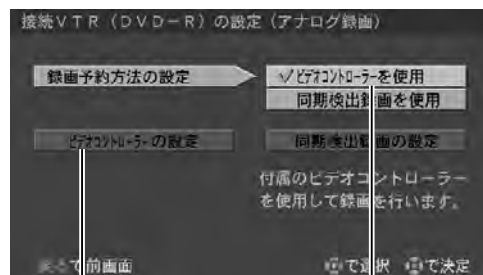 接続VTR(DVD-R)の設定(アナログ録画)
録画予約方法の設定
✓ビデオコントローラーを使用
同期検出録画を使用
ビデオコントローラーの設定
同期検出録画の設定
付属のビデオコントローラー
を使用して録画を行います。
戻るで前画面
で選択 で決定